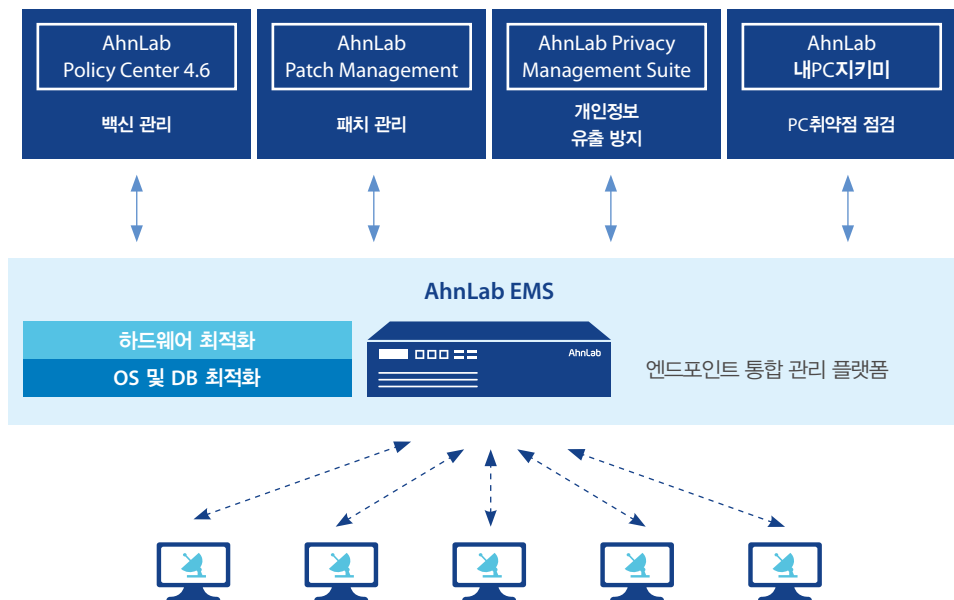 AhnLab
Policy Center 4.6
백신 관리
AhnLab
Patch Management
패치 관리
AhnLab Privacy
Management Suite
개인정보
유출 방지
AhnLab
내PC지키미
PC취약점 점검
AhnLab EMS
하드웨어 최적화
OS 및 DB 최적화
AhnLab
엔드포인트 통합 관리 플랫폼